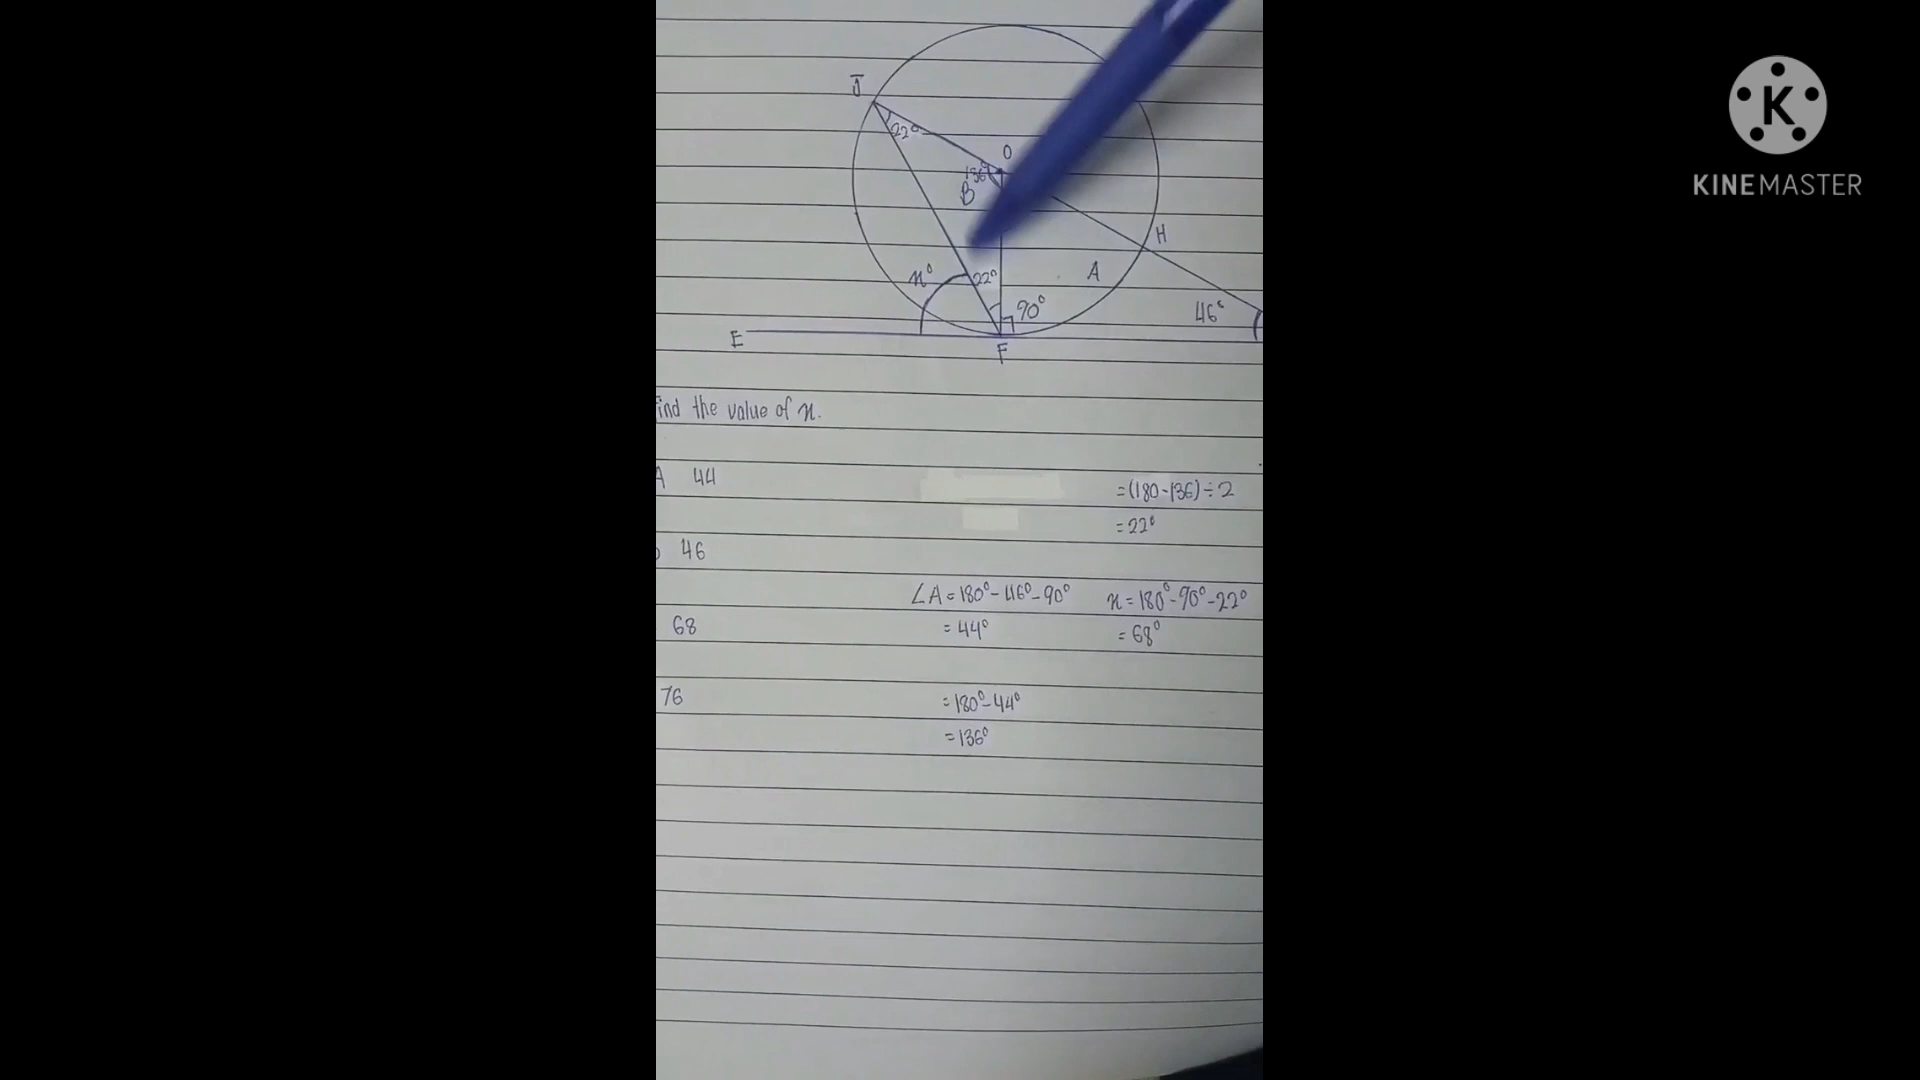 J
22°
O
136°
B
H
x°
22°
A
90°
46°
E
F
ind the value of x.
A 44
=(180-136)÷2
=22°
46
∠A=180°-46°-90°
x=180°-90°-22°
68
=44°
=68°
76
=180°-44°
=136°
K
KINEMASTER